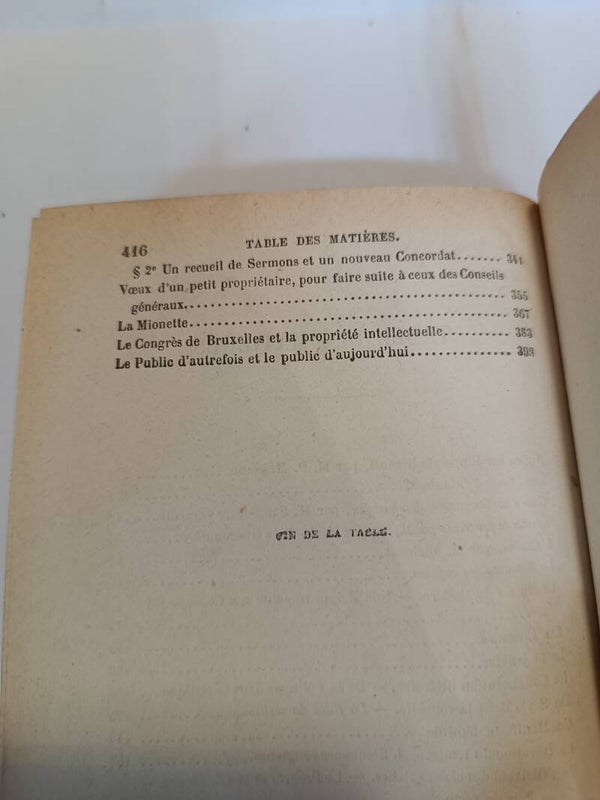 416 TABLE DES MATIÈRES.
§ 2e Un recueil de Sermons et un nouveau Concordat....... 341
Vœux d'un petit propriétaire, pour faire suite à ceux des Conseils
généraux.................................................. 355
La Mionette................................................ 367
Le Congrès de Bruxelles et la propriété intellectuelle............ 383
Le Public d'autrefois et le public d'aujourd'hui................
FIN DE LA TABLE.